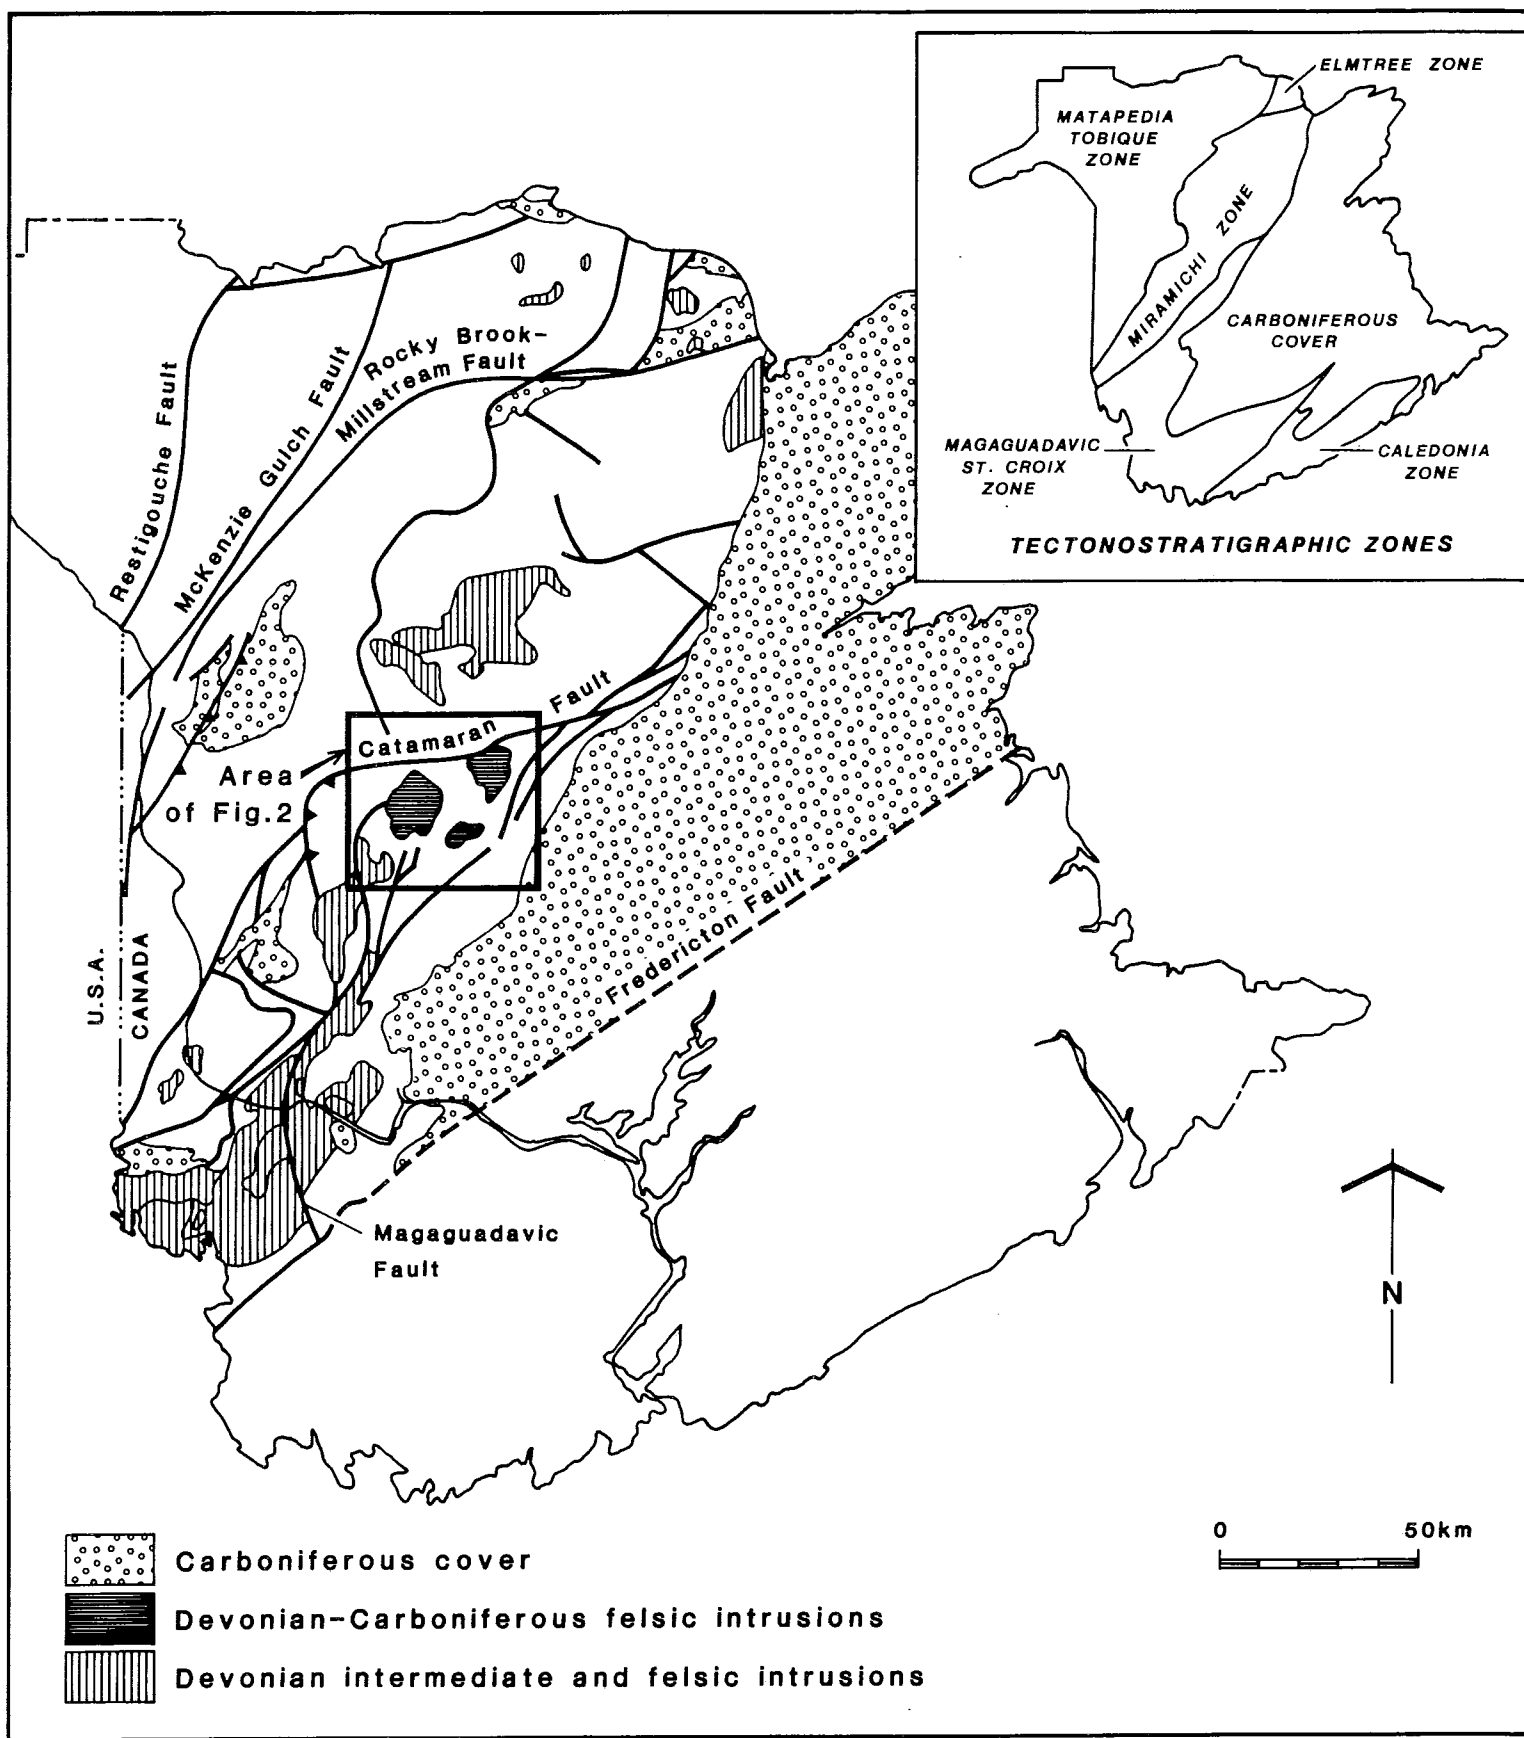 ELMTREE ZONE
MATAPEDIA
TOBIQUE
ZONE
MIRAMICHI ZONE
CARBONIFEROUS
COVER
MAGAGUADAVIC
ST. CROIX
ZONE
CALEDONIA
ZONE
TECTONOSTRATIGRAPHIC ZONES
Restigouche Fault
McKenzie Gulch Fault
Rocky Brook-
Millstream Fault
Catamaran Fault
Area
of Fig.2
Fredericton Fault
U.S.A.
CANADA
Magaguadavic
Fault
N
0 50km
Carboniferous cover
Devonian-Carboniferous felsic intrusions
Devonian intermediate and felsic intrusions